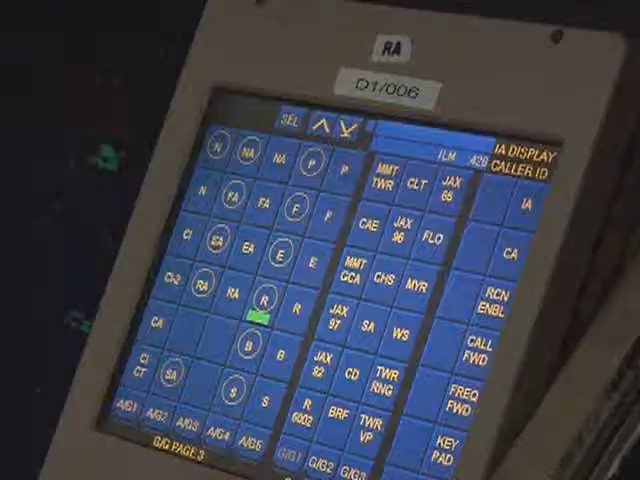 RA
D1/006
SEL
ILN 420
IA DISPLAY
CALLER ID
N NA NA P P
MMT TWR CLT JAX 65 IA
N FA FA F F
CAE JAX 96 FLO CA
CI SA EA E E
MMT CCA CHS MYR RCN ENBL
CI-2 RA RA R R
JAX 97 SA WS CALL FWD
CA B B
JAX 92 CD TWR RNG FREQ FWD
CI CT SA S S
R 6002 BRF TWR VP KEY PAD
A/G1 A/G2 A/G3 A/G4 A/G5
G/G1 G/G2 G/G3
G/G PAGE 3